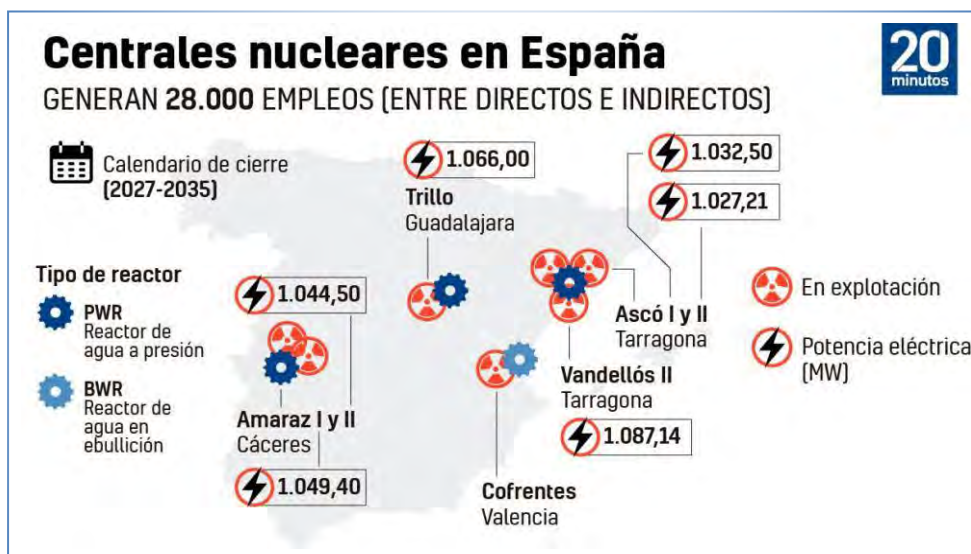 Centrales nucleares en España
GENERAN 28.000 EMPLEOS (ENTRE DIRECTOS E INDIRECTOS)
20
minutos
Calendario de cierre
(2027-2035)
1.066,00
Trillo
Guadalajara
1.032,50
1.027,21
Tipo de reactor
PWR
Reactor de
agua a presión
BWR
Reactor de
agua en
ebullición
1.044,50
Amaraz I y II
Cáceres
1.049,40
Ascó I y II
Tarragona
Vandellós II
Tarragona
1.087,14
Cofrentes
Valencia
En explotación
Potencia eléctrica
(MW)